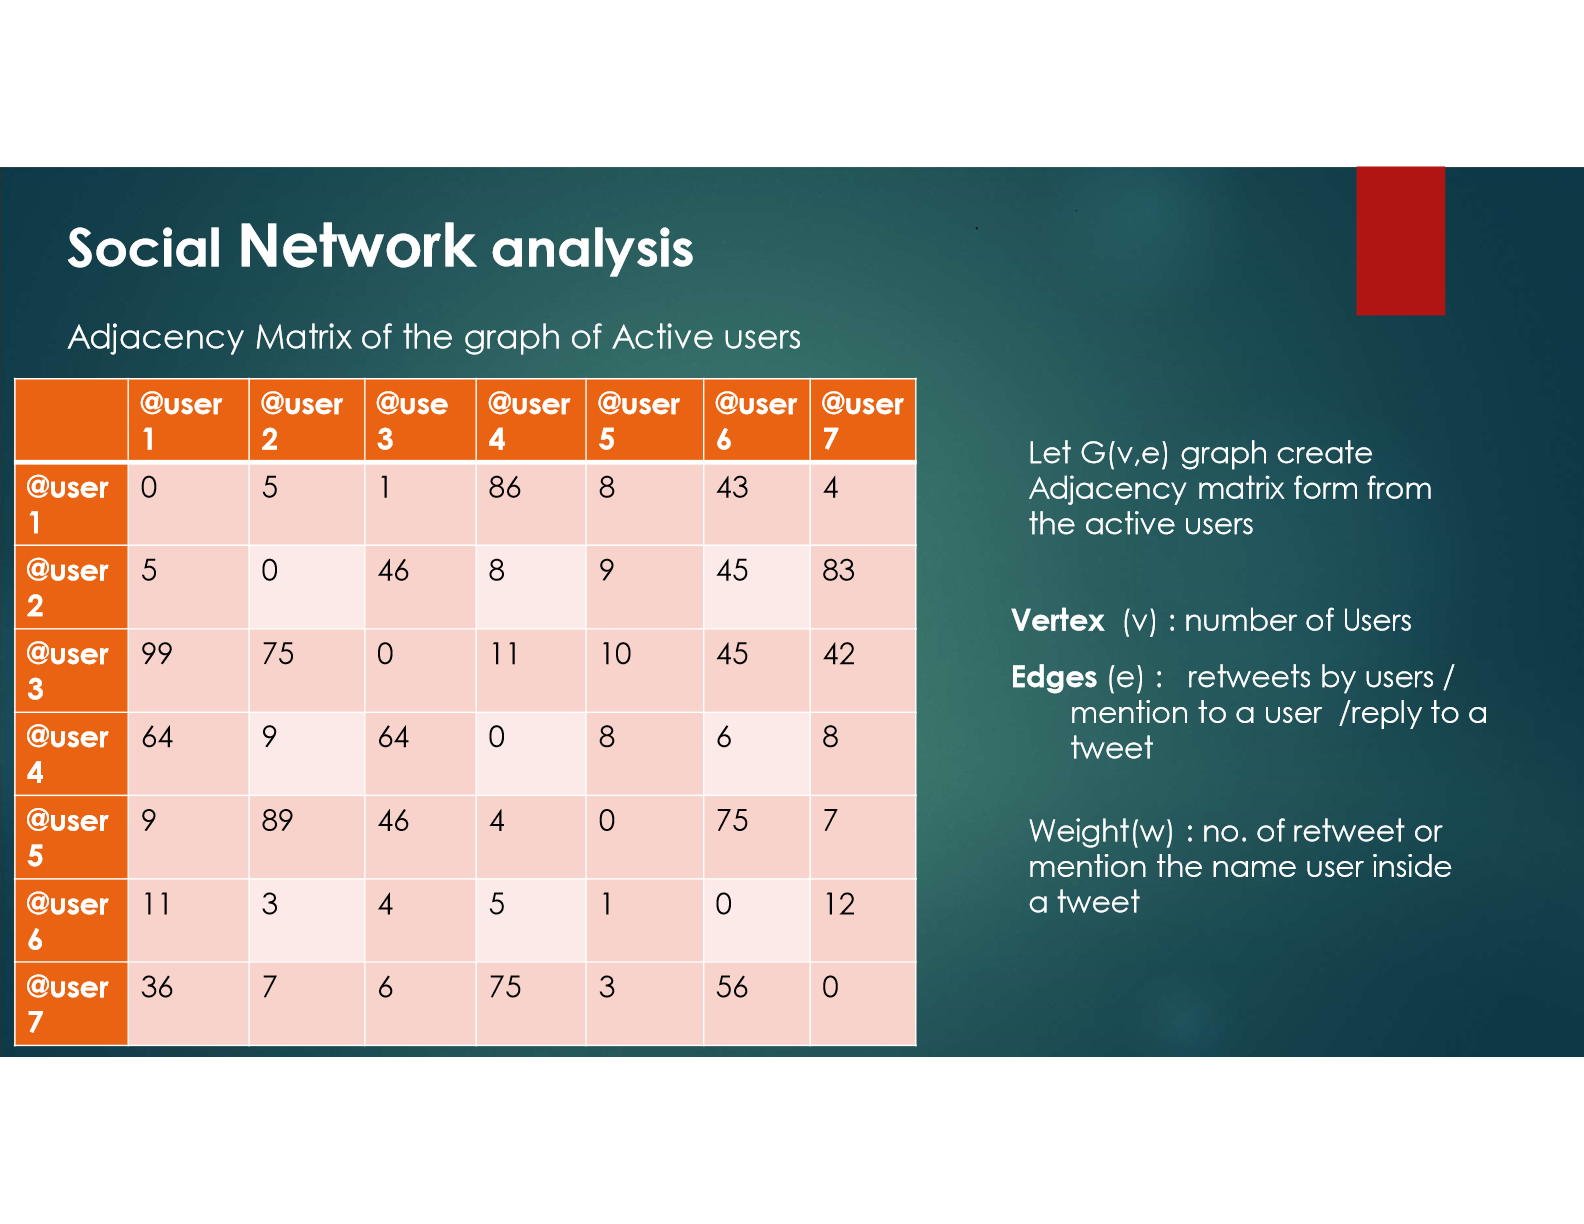 Social Network analysis
Adjacency Matrix of the graph of Active users
@user 1 @user 2 @use 3 @user 4 @user 5 @user 6 @user 7
@user 1 0 5 1 86 8 43 4
@user 2 5 0 46 8 9 45 83
@user 3 99 75 0 11 10 45 42
@user 4 64 9 64 0 8 6 8
@user 5 9 89 46 4 0 75 7
@user 6 11 3 4 5 1 0 12
@user 7 36 7 6 75 3 56 0
Let G(v,e) graph create
Adjacency matrix form from
the active users
Vertex (v) : number of Users
Edges (e) : retweets by users /
mention to a user /reply to a
tweet
Weight(w) : no. of retweet or
mention the name user inside
a tweet